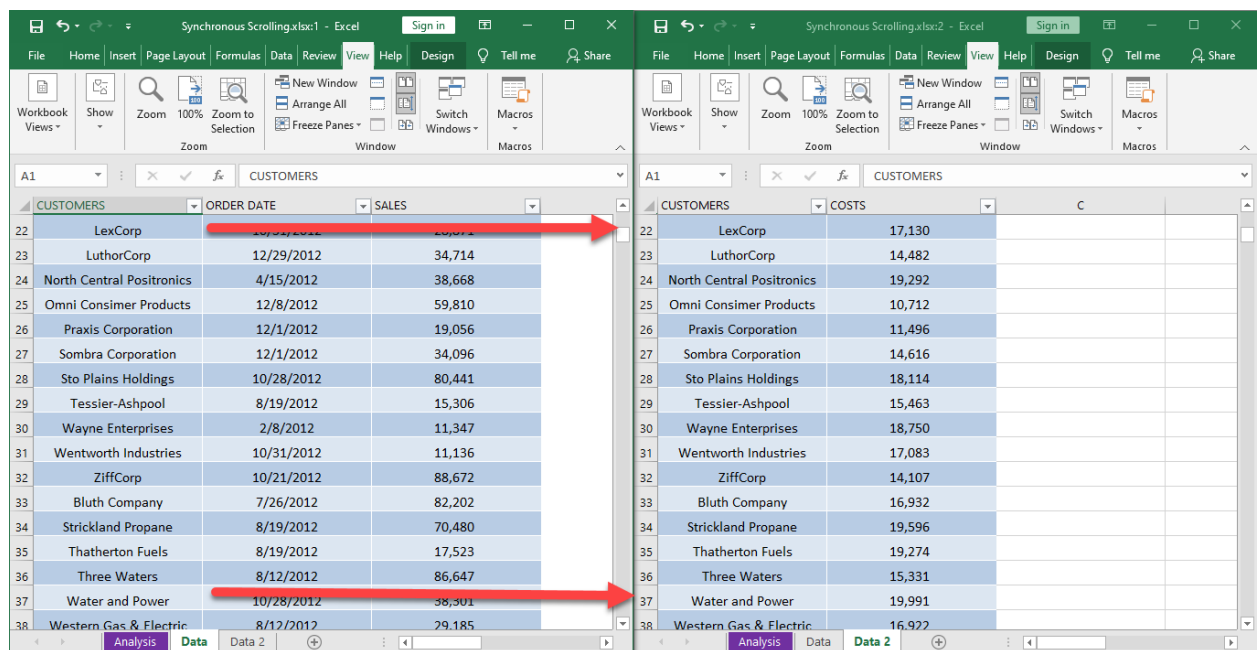 Synchronous Scrolling.xlsx:1 - Excel Sign in
File Home Insert Page Layout Formulas Data Review View Help Design Tell me Share
Workbook Views
Show
Zoom
100%
Zoom to Selection
New Window
Arrange All
Freeze Panes
Switch Windows
Macros
Zoom Window Macros
A1 fx CUSTOMERS
CUSTOMERS ORDER DATE SALES
22 LexCorp
23 LuthorCorp 12/29/2012 34,714
24 North Central Positronics 4/15/2012 38,668
25 Omni Consimer Products 12/8/2012 59,810
26 Praxis Corporation 12/1/2012 19,056
27 Sombra Corporation 12/1/2012 34,096
28 Sto Plains Holdings 10/28/2012 80,441
29 Tessier-Ashpool 8/19/2012 15,306
30 Wayne Enterprises 2/8/2012 11,347
31 Wentworth Industries 10/31/2012 11,136
32 ZiffCorp 10/21/2012 88,672
33 Bluth Company 7/26/2012 82,202
34 Strickland Propane 8/19/2012 70,480
35 Thatherton Fuels 8/19/2012 17,523
36 Three Waters 8/12/2012 86,647
37 Water and Power 10/28/2012 38,301
38 Western Gas & Electric 8/12/2012 29,185
Analysis Data Data 2
Synchronous Scrolling.xlsx:2 - Excel Sign in
File Home Insert Page Layout Formulas Data Review View Help Design Tell me Share
Workbook Views
Show
Zoom
100%
Zoom to Selection
New Window
Arrange All
Freeze Panes
Switch Windows
Macros
Zoom Window Macros
A1 fx CUSTOMERS
CUSTOMERS COSTS C
22 LexCorp 17,130
23 LuthorCorp 14,482
24 North Central Positronics 19,292
25 Omni Consimer Products 10,712
26 Praxis Corporation 11,496
27 Sombra Corporation 14,616
28 Sto Plains Holdings 18,114
29 Tessier-Ashpool 15,463
30 Wayne Enterprises 18,750
31 Wentworth Industries 17,083
32 ZiffCorp 14,107
33 Bluth Company 16,932
34 Strickland Propane 19,596
35 Thatherton Fuels 19,274
36 Three Waters 15,331
37 Water and Power 19,991
38 Western Gas & Electric 16,922
Analysis Data Data 2